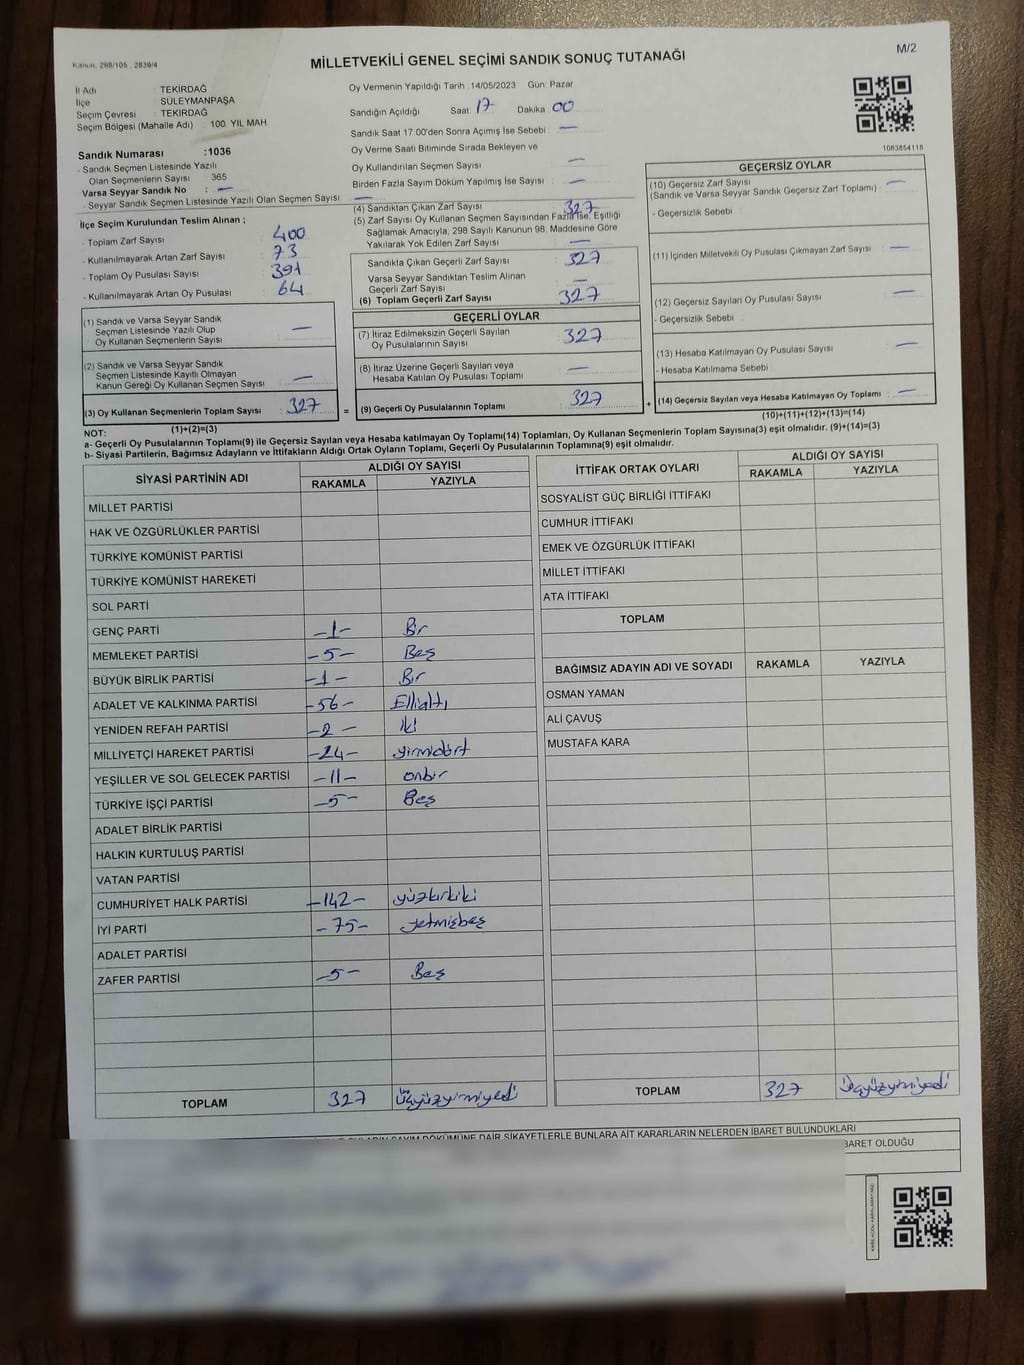 Kanun, 298/105 , 2839/4
MİLLETVEKİLİ GENEL SEÇİMİ SANDIK SONUÇ TUTANAĞI
M/2
İl Adı : TEKİRDAĞ
İlçe : SÜLEYMANPAŞA
Seçim Çevresi : TEKİRDAĞ
Seçim Bölgesi (Mahalle Adı) : 100. YIL MAH.
Sandık Numarası :1036
- Sandık Seçmen Listesinde Yazılı
Olan Seçmenlerin Sayısı : 365
Varsa Seyyar Sandık No : —
- Seyyar Sandık Seçmen Listesinde Yazılı Olan Seçmen Sayısı: —
İlçe Seçim Kurulundan Teslim Alınan ;
- Toplam Zarf Sayısı : 400
- Kullanılmayarak Artan Zarf Sayısı : 73
- Toplam Oy Pusulası Sayısı : 391
- Kullanılmayarak Artan Oy Pusulası : 64
Oy Vermenin Yapıldığı Tarih : 14/05/2023 Gün: Pazar
Sandığın Açıldığı Saat 17 Dakika 00
Sandık Saat 17:00'den Sonra Açımış İse Sebebi : —
Oy Verme Saati Bitiminde Sırada Bekleyen ve
Oy Kullandırılan Seçmen Sayısı : —
Birden Fazla Sayım Döküm Yapılmış İse Sayısı : —
(4) Sandıktan Çıkan Zarf Sayısı : 327
(5) Zarf Sayısı Oy Kullanan Seçmen Sayısından Fazla İse, Eşitliği
Sağlamak Amacıyla, 298 Sayılı Kanunun 98. Maddesine Göre
Yakılarak Yok Edilen Zarf Sayısı : —
Sandıkla Çıkan Geçerli Zarf Sayısı : 327
Varsa Seyyar Sandıktan Teslim Alınan
Geçerli Zarf Sayısı : —
(6) Toplam Geçerli Zarf Sayısı : 327
1083854118
GEÇERSİZ OYLAR
(10) Geçersiz Zarf Sayısı
(Sandık ve Varsa Seyyar Sandık Geçersiz Zarf Toplamı) : —
- Geçersizlik Sebebi :
(11) İçinden Milletvekili Oy Pusulası Çıkmayan Zarf Sayısı : —
(12) Geçersiz Sayılan Oy Pusulası Sayısı : —
- Geçersizlik Sebebi :
(13) Hesaba Katılmayan Oy Pusulası Sayısı : —
- Hesaba Katılmama Sebebi :
(14) Geçersiz Sayılan veya Hesaba Katılmayan Oy Toplamı : —
(10)+(11)+(12)+(13)=(14)
(1) Sandık ve Varsa Seyyar Sandık
Seçmen Listesinde Yazılı Olup
Oy Kullanan Seçmenlerin Sayısı : —
(2) Sandık ve Varsa Seyyar Sandık
Seçmen Listesinde Kayıtlı Olmayan
Kanun Gereği Oy Kullanan Seçmen Sayısı : —
(3) Oy Kullanan Seçmenlerin Toplam Sayısı : 327 =
(1)+(2)=(3)
GEÇERLİ OYLAR
(7) İtiraz Edilmeksizin Geçerli Sayılan
Oy Pusulalarının Sayısı : 327
(8) İtiraz Üzerine Geçerli Sayılan veya
Hesaba Katılan Oy Pusulası Toplamı : —
(9) Geçerli Oy Pusulalarının Toplamı : 327 +
NOT:
a- Geçerli Oy Pusulalarının Toplamı(9) ile Geçersiz Sayılan veya Hesaba katılmayan Oy Toplamı(14) Toplamları, Oy Kullanan Seçmenlerin Toplam Sayısına(3) eşit olmalıdır. (9)+(14)=(3)
b- Siyasi Partilerin, Bağımsız Adayların ve İttifakların Aldığı Ortak Oyların Toplamı, Geçerli Oy Pusulalarının Toplamına(9) eşit olmalıdır.
SİYASİ PARTİNİN ADI
ALDIĞI OY SAYISI
RAKAMLA YAZIYLA
MİLLET PARTİSİ
HAK VE ÖZGÜRLÜKLER PARTİSİ
TÜRKİYE KOMÜNİST PARTİSİ
TÜRKİYE KOMÜNİST HAREKETİ
SOL PARTİ
GENÇ PARTİ -1- Bir
MEMLEKET PARTİSİ -5- Beş
BÜYÜK BİRLİK PARTİSİ -1- Bir
ADALET VE KALKINMA PARTİSİ -56- Ellialtı
YENİDEN REFAH PARTİSİ -2- iki
MİLLİYETÇİ HAREKET PARTİSİ -24- yirmidört
YEŞİLLER VE SOL GELECEK PARTİSİ -11- onbir
TÜRKİYE İŞÇİ PARTİSİ -5- Beş
ADALET BİRLİK PARTİSİ
HALKIN KURTULUŞ PARTİSİ
VATAN PARTİSİ
CUMHURİYET HALK PARTİSİ -142- yüzkırkiki
İYİ PARTİ -75- yetmişbeş
ADALET PARTİSİ
ZAFER PARTİSİ -5- Beş
TOPLAM 327 üçyüzyirmiyedi
İTTİFAK ORTAK OYLARI
ALDIĞI OY SAYISI
RAKAMLA YAZIYLA
SOSYALİST GÜÇ BİRLİĞİ İTTİFAKI
CUMHUR İTTİFAKI
EMEK VE ÖZGÜRLÜK İTTİFAKI
MİLLET İTTİFAKI
ATA İTTİFAKI
TOPLAM
BAĞIMSIZ ADAYIN ADI VE SOYADI RAKAMLA YAZIYLA
OSMAN YAMAN
ALİ ÇAVUŞ
MUSTAFA KARA
TOPLAM 327 üçyüzyirmiyedi
SAYIM DÖKÜMÜNE DAİR ŞİKAYETLERLE BUNLARA AİT KARARLARIN NELERDEN İBARET BULUNDUKLARI
BARET OLDUĞU